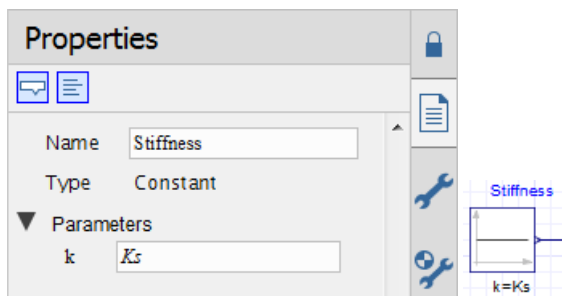 Properties
Name Stiffness
Type Constant
Parameters
k Ks
Stiffness
k=Ks